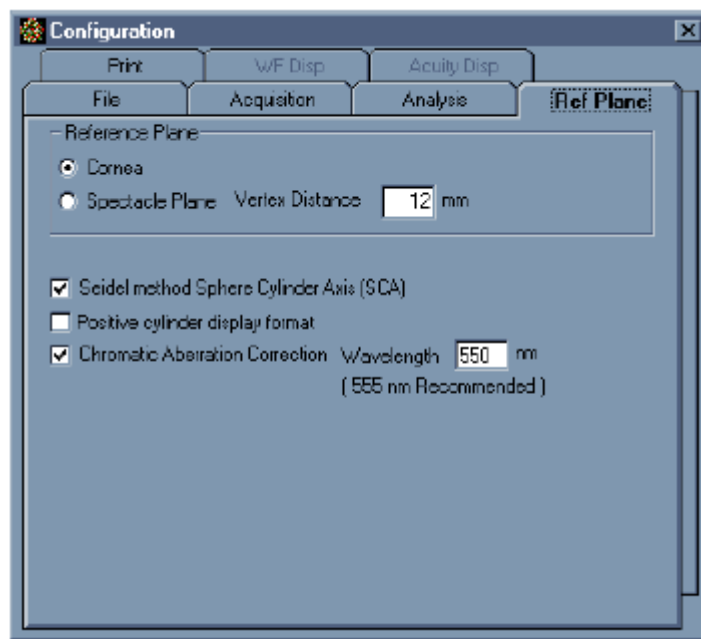 Configuration
Print W/F Disp Acuity Disp
File Acquisition Analysis Ref Plane
Reference Plane
Cornea
Spectacle Plane Vertex Distance 12 mm
Seidel method Sphere Cylinder Axis (SCA)
Positive cylinder display format
Chromatic Aberration Correction Wavelength 550 nm
( 555 nm Recommended )